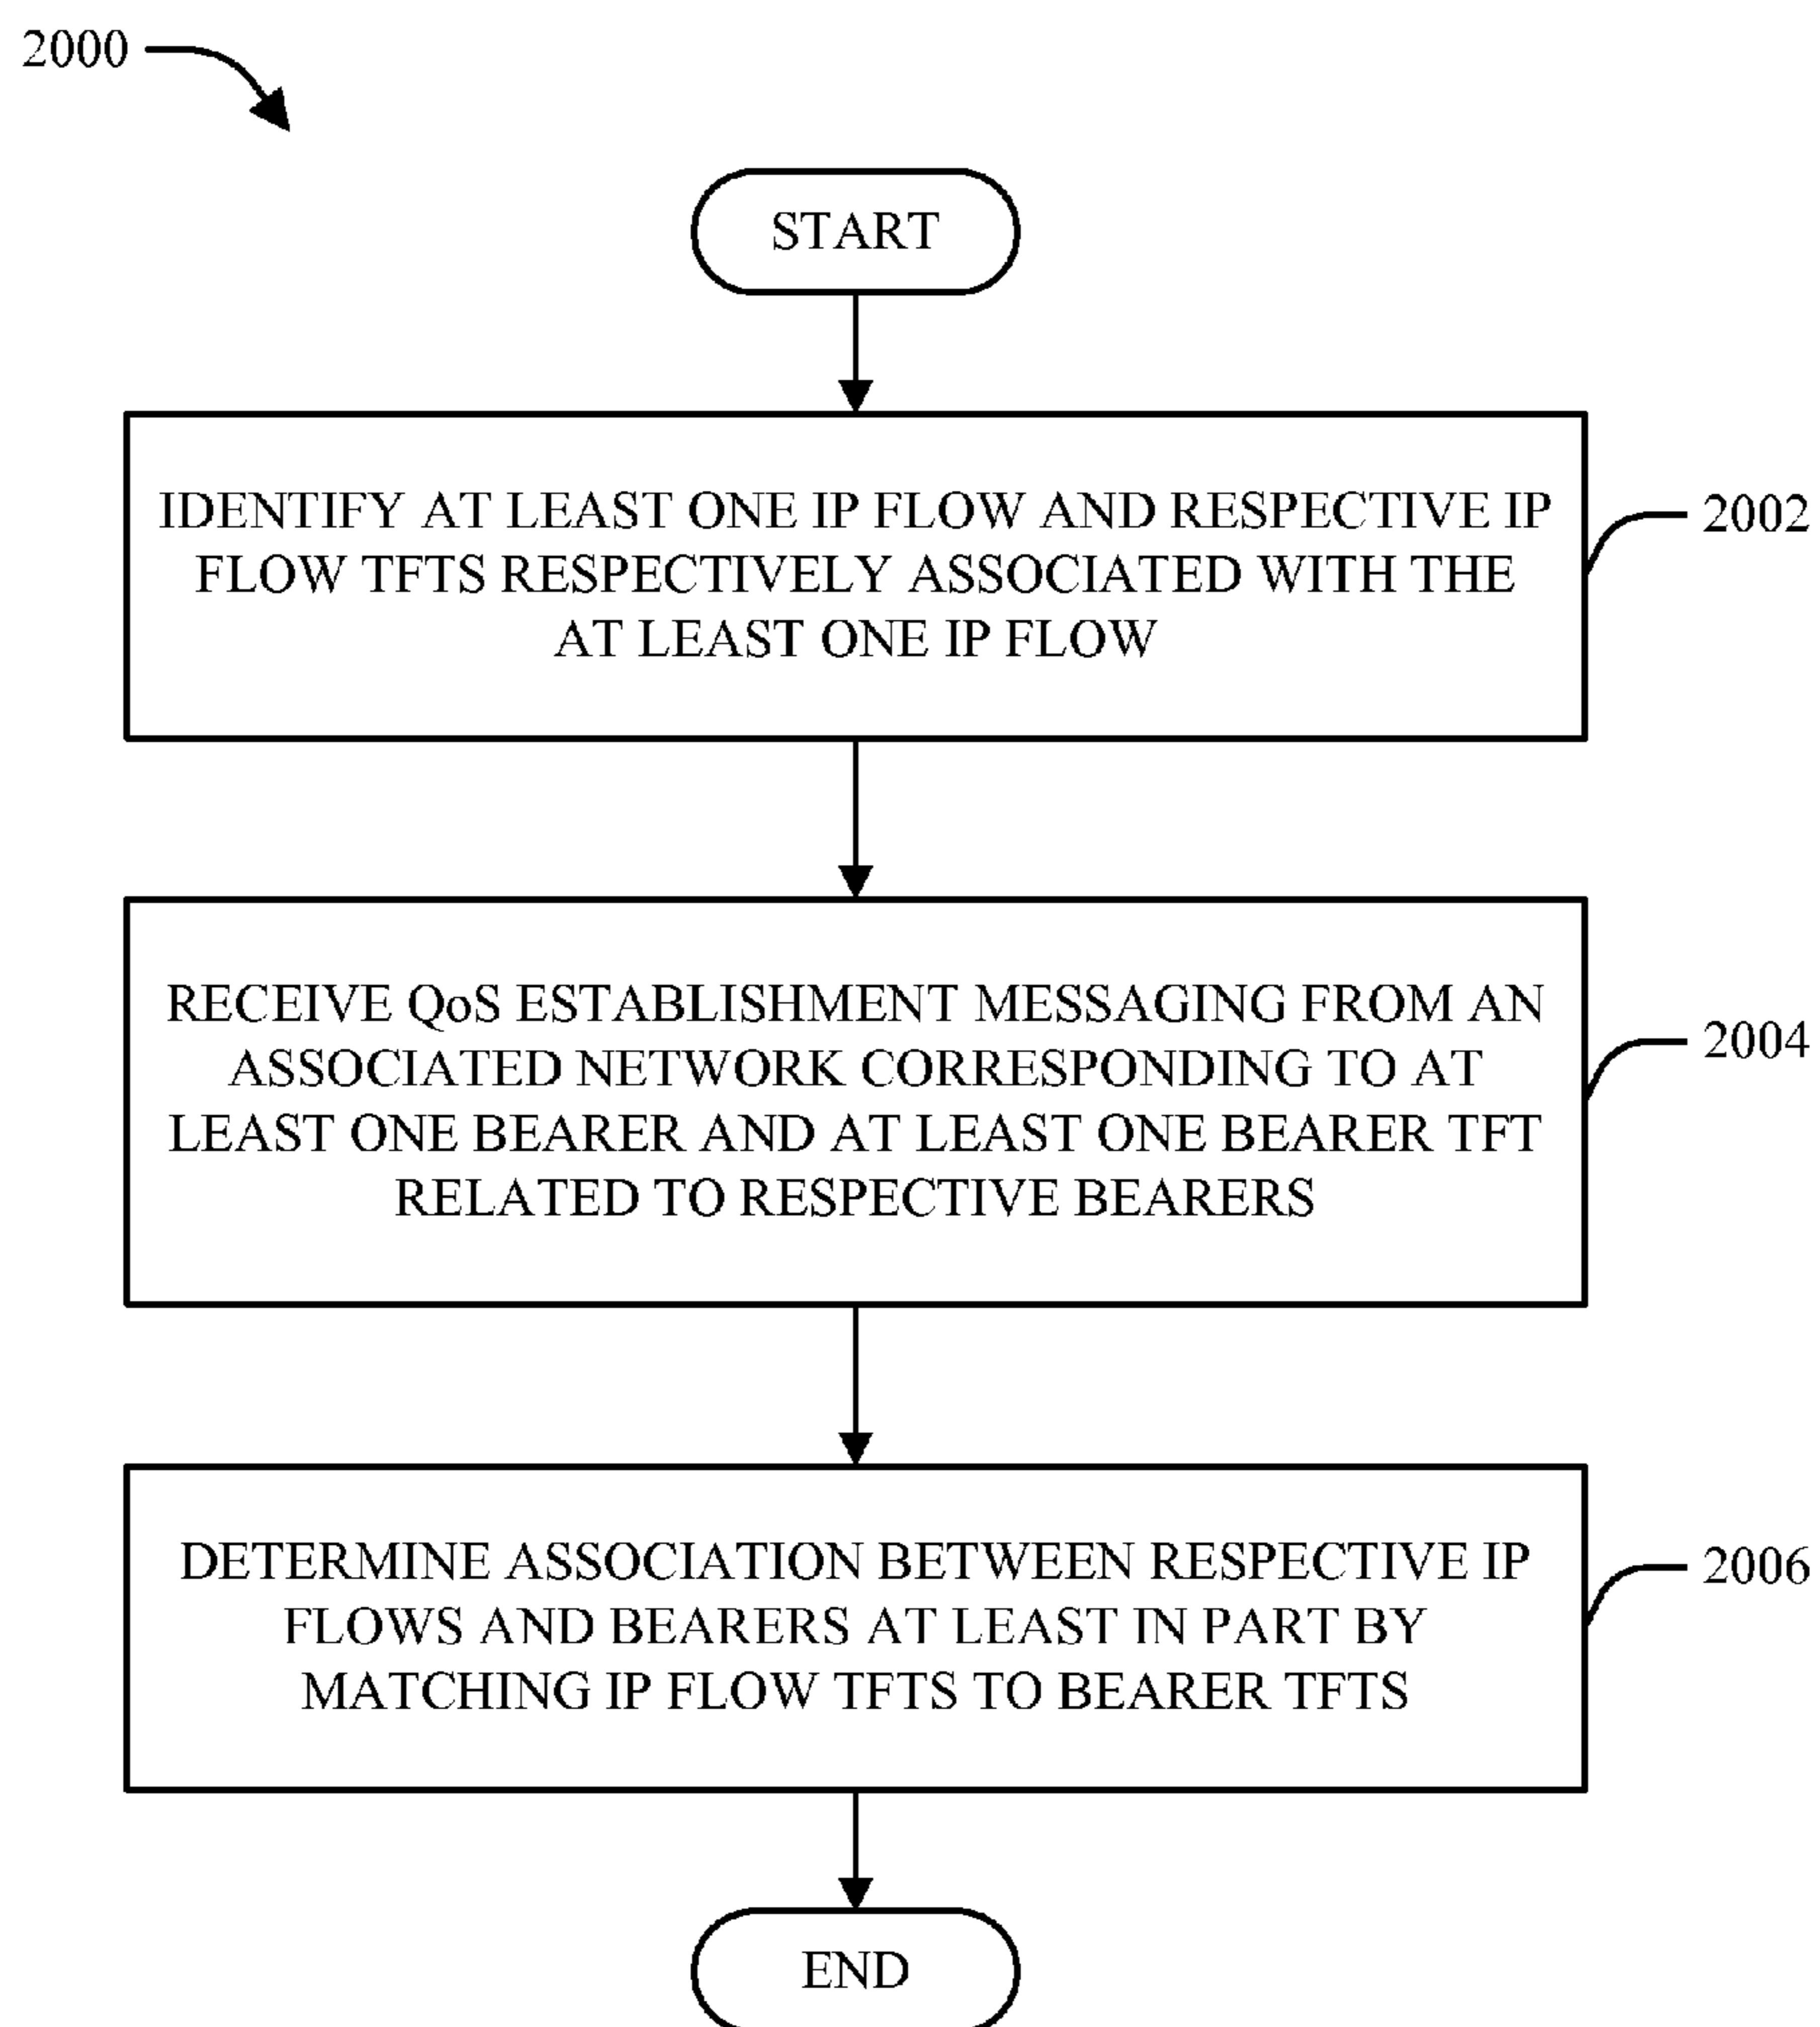 2000
START
IDENTIFY AT LEAST ONE IP FLOW AND RESPECTIVE IP
FLOW TFTS RESPECTIVELY ASSOCIATED WITH THE
AT LEAST ONE IP FLOW
2002
RECEIVE QoS ESTABLISHMENT MESSAGING FROM AN
ASSOCIATED NETWORK CORRESPONDING TO AT
LEAST ONE BEARER AND AT LEAST ONE BEARER TFT
RELATED TO RESPECTIVE BEARERS
2004
DETERMINE ASSOCIATION BETWEEN RESPECTIVE IP
FLOWS AND BEARERS AT LEAST IN PART BY
MATCHING IP FLOW TFTS TO BEARER TFTS
2006
END